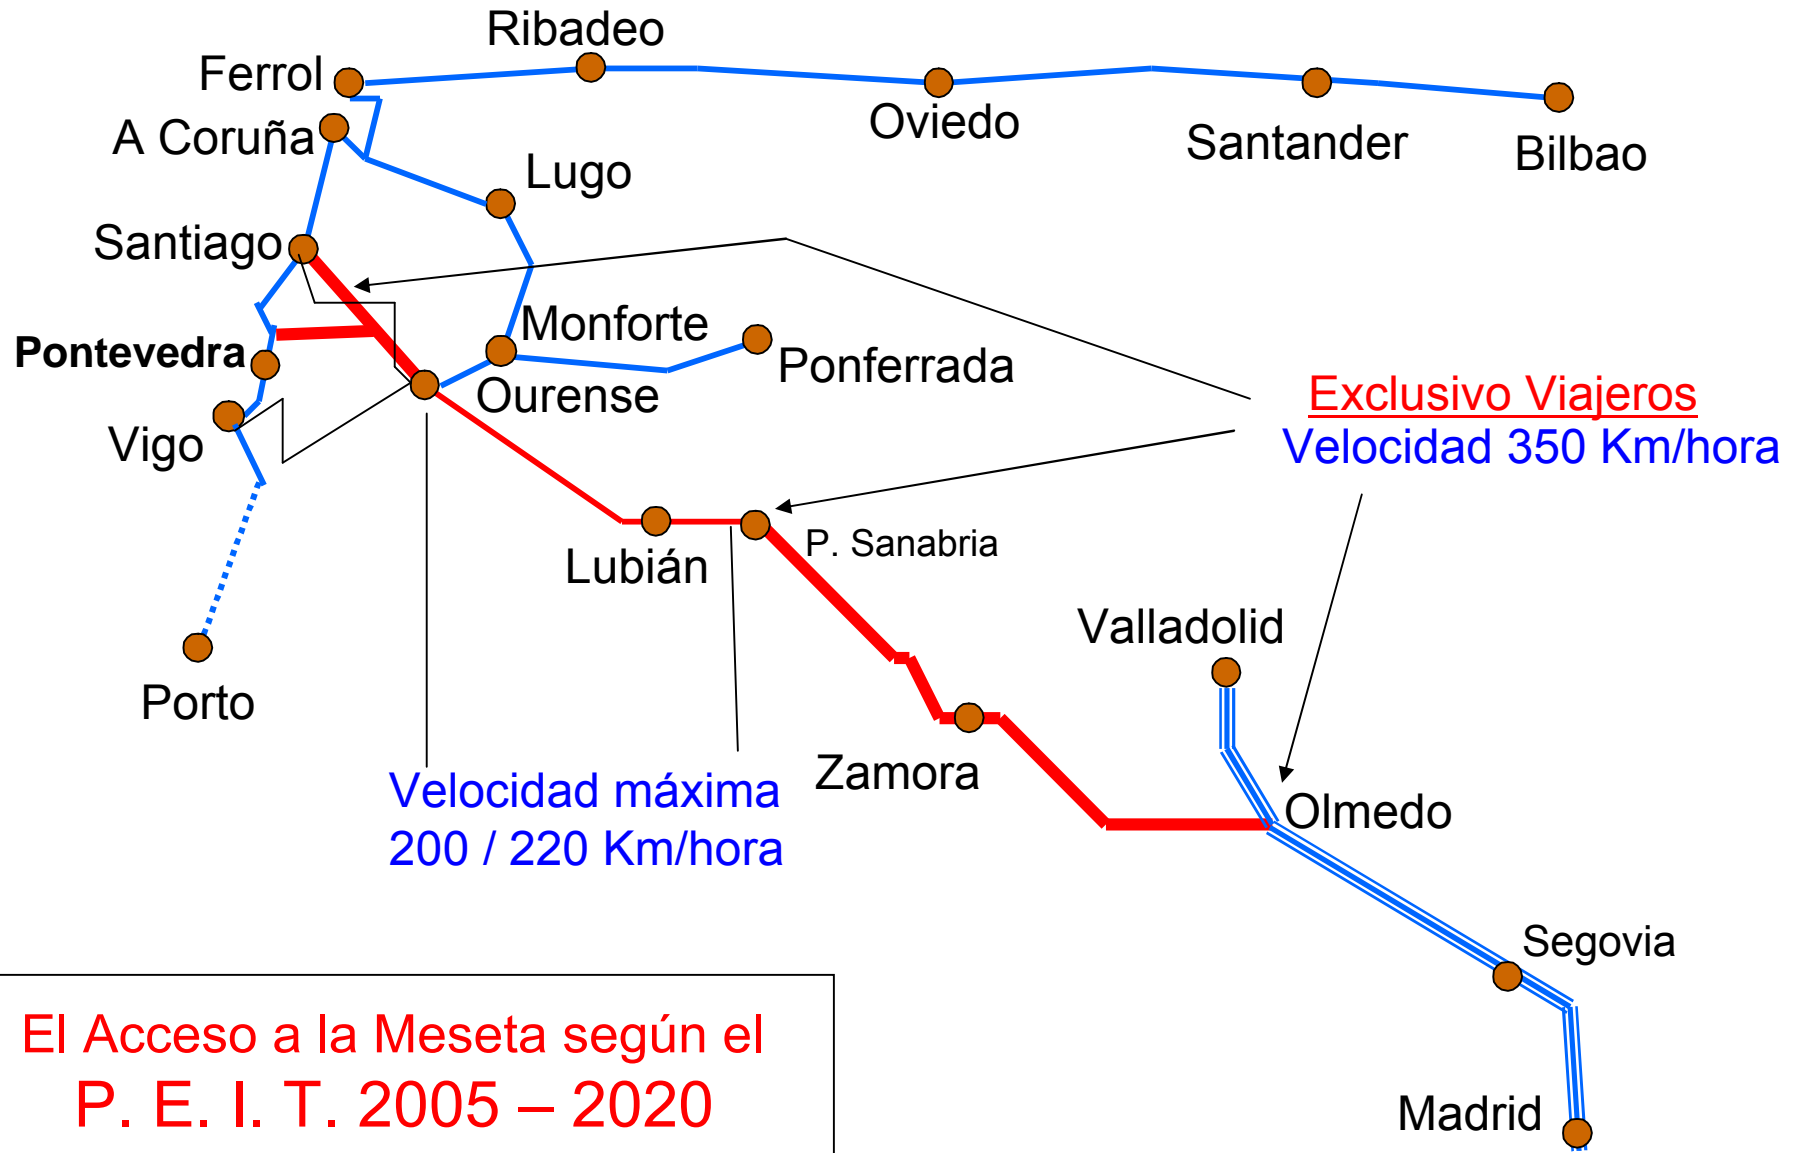 Ribadeo
Ferrol
A Coruña
Oviedo
Santander
Bilbao
Lugo
Santiago
Monforte
Pontevedra
Ponferrada
Ourense
Exclusivo Viajeros
Velocidad 350 Km/hora
Vigo
P. Sanabria
Lubián
Valladolid
Porto
Zamora
Velocidad máxima
200 / 220 Km/hora
Olmedo
Segovia
El Acceso a la Meseta según el
P. E. I. T. 2005 – 2020
Madrid